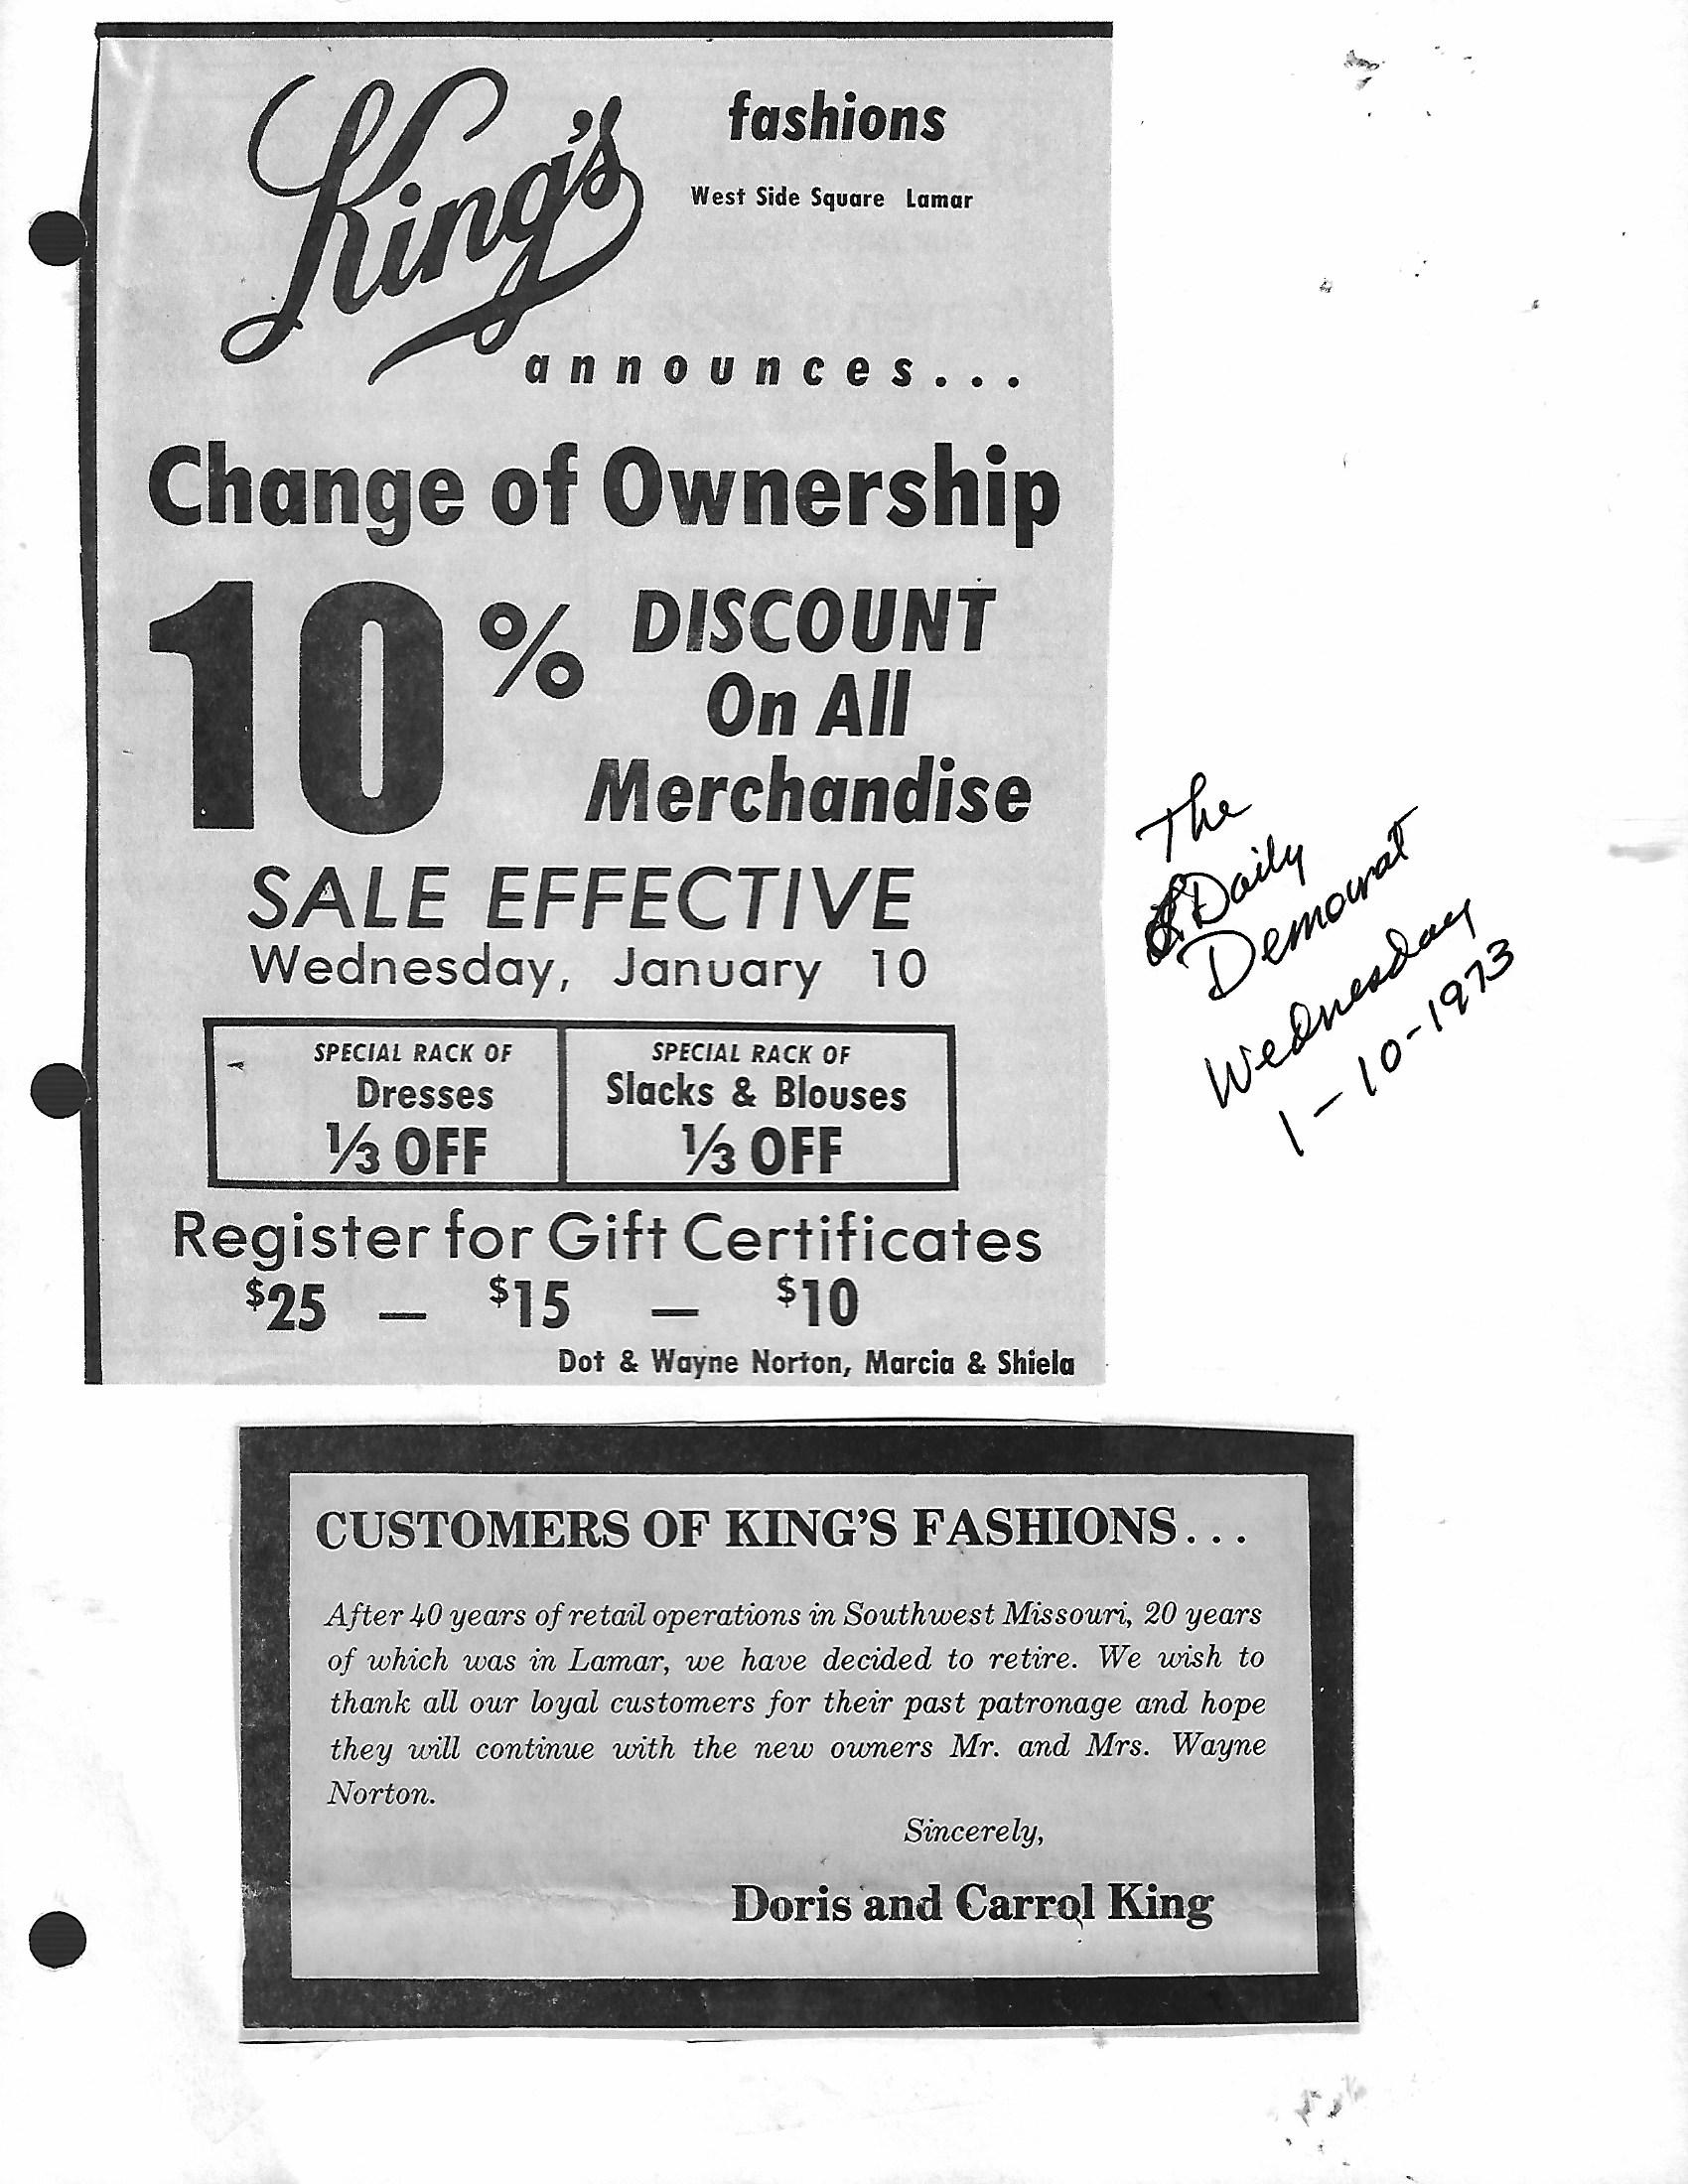 King's fashions
West Side Square Lamar
announces...
Change of Ownership
10% DISCOUNT
On All
Merchandise
SALE EFFECTIVE
Wednesday, January 10
SPECIAL RACK OF
Dresses
1/3 OFF
SPECIAL RACK OF
Slacks & Blouses
1/3 OFF
Register for Gift Certificates
$25 — $15 — $10
Dot & Wayne Norton, Marcia & Shiela
The
Daily
Democrat
Wednesday
1-10-1973
CUSTOMERS OF KING'S FASHIONS...
After 40 years of retail operations in Southwest Missouri, 20 years
of which was in Lamar, we have decided to retire. We wish to
thank all our loyal customers for their past patronage and hope
they will continue with the new owners Mr. and Mrs. Wayne
Norton.
Sincerely,
Doris and Carrol King